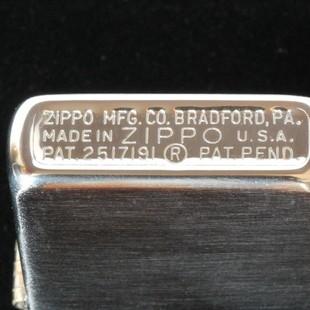 ZIPPO MFG. CO. BRADFORD, PA.
MADE IN ZIPPO U.S.A.
PAT. 2517191 ® PAT. PEND.